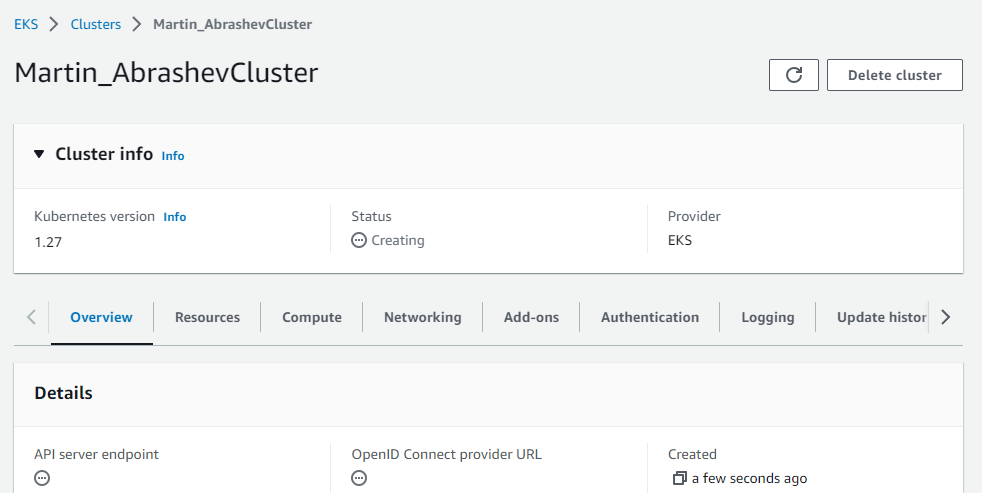 EKS Clusters Martin_AbrashevCluster
Martin_AbrashevCluster
Delete cluster
Cluster info Info
Kubernetes version Info
1.27
Status
Creating
Provider
EKS
Overview Resources Compute Networking Add-ons Authentication Logging Update histor
Details
API server endpoint
OpenID Connect provider URL
Created
a few seconds ago